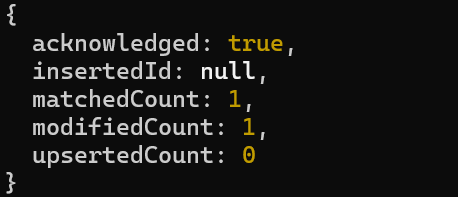 {
  acknowledged: true,
  insertedId: null,
  matchedCount: 1,
  modifiedCount: 1,
  upsertedCount: 0
}